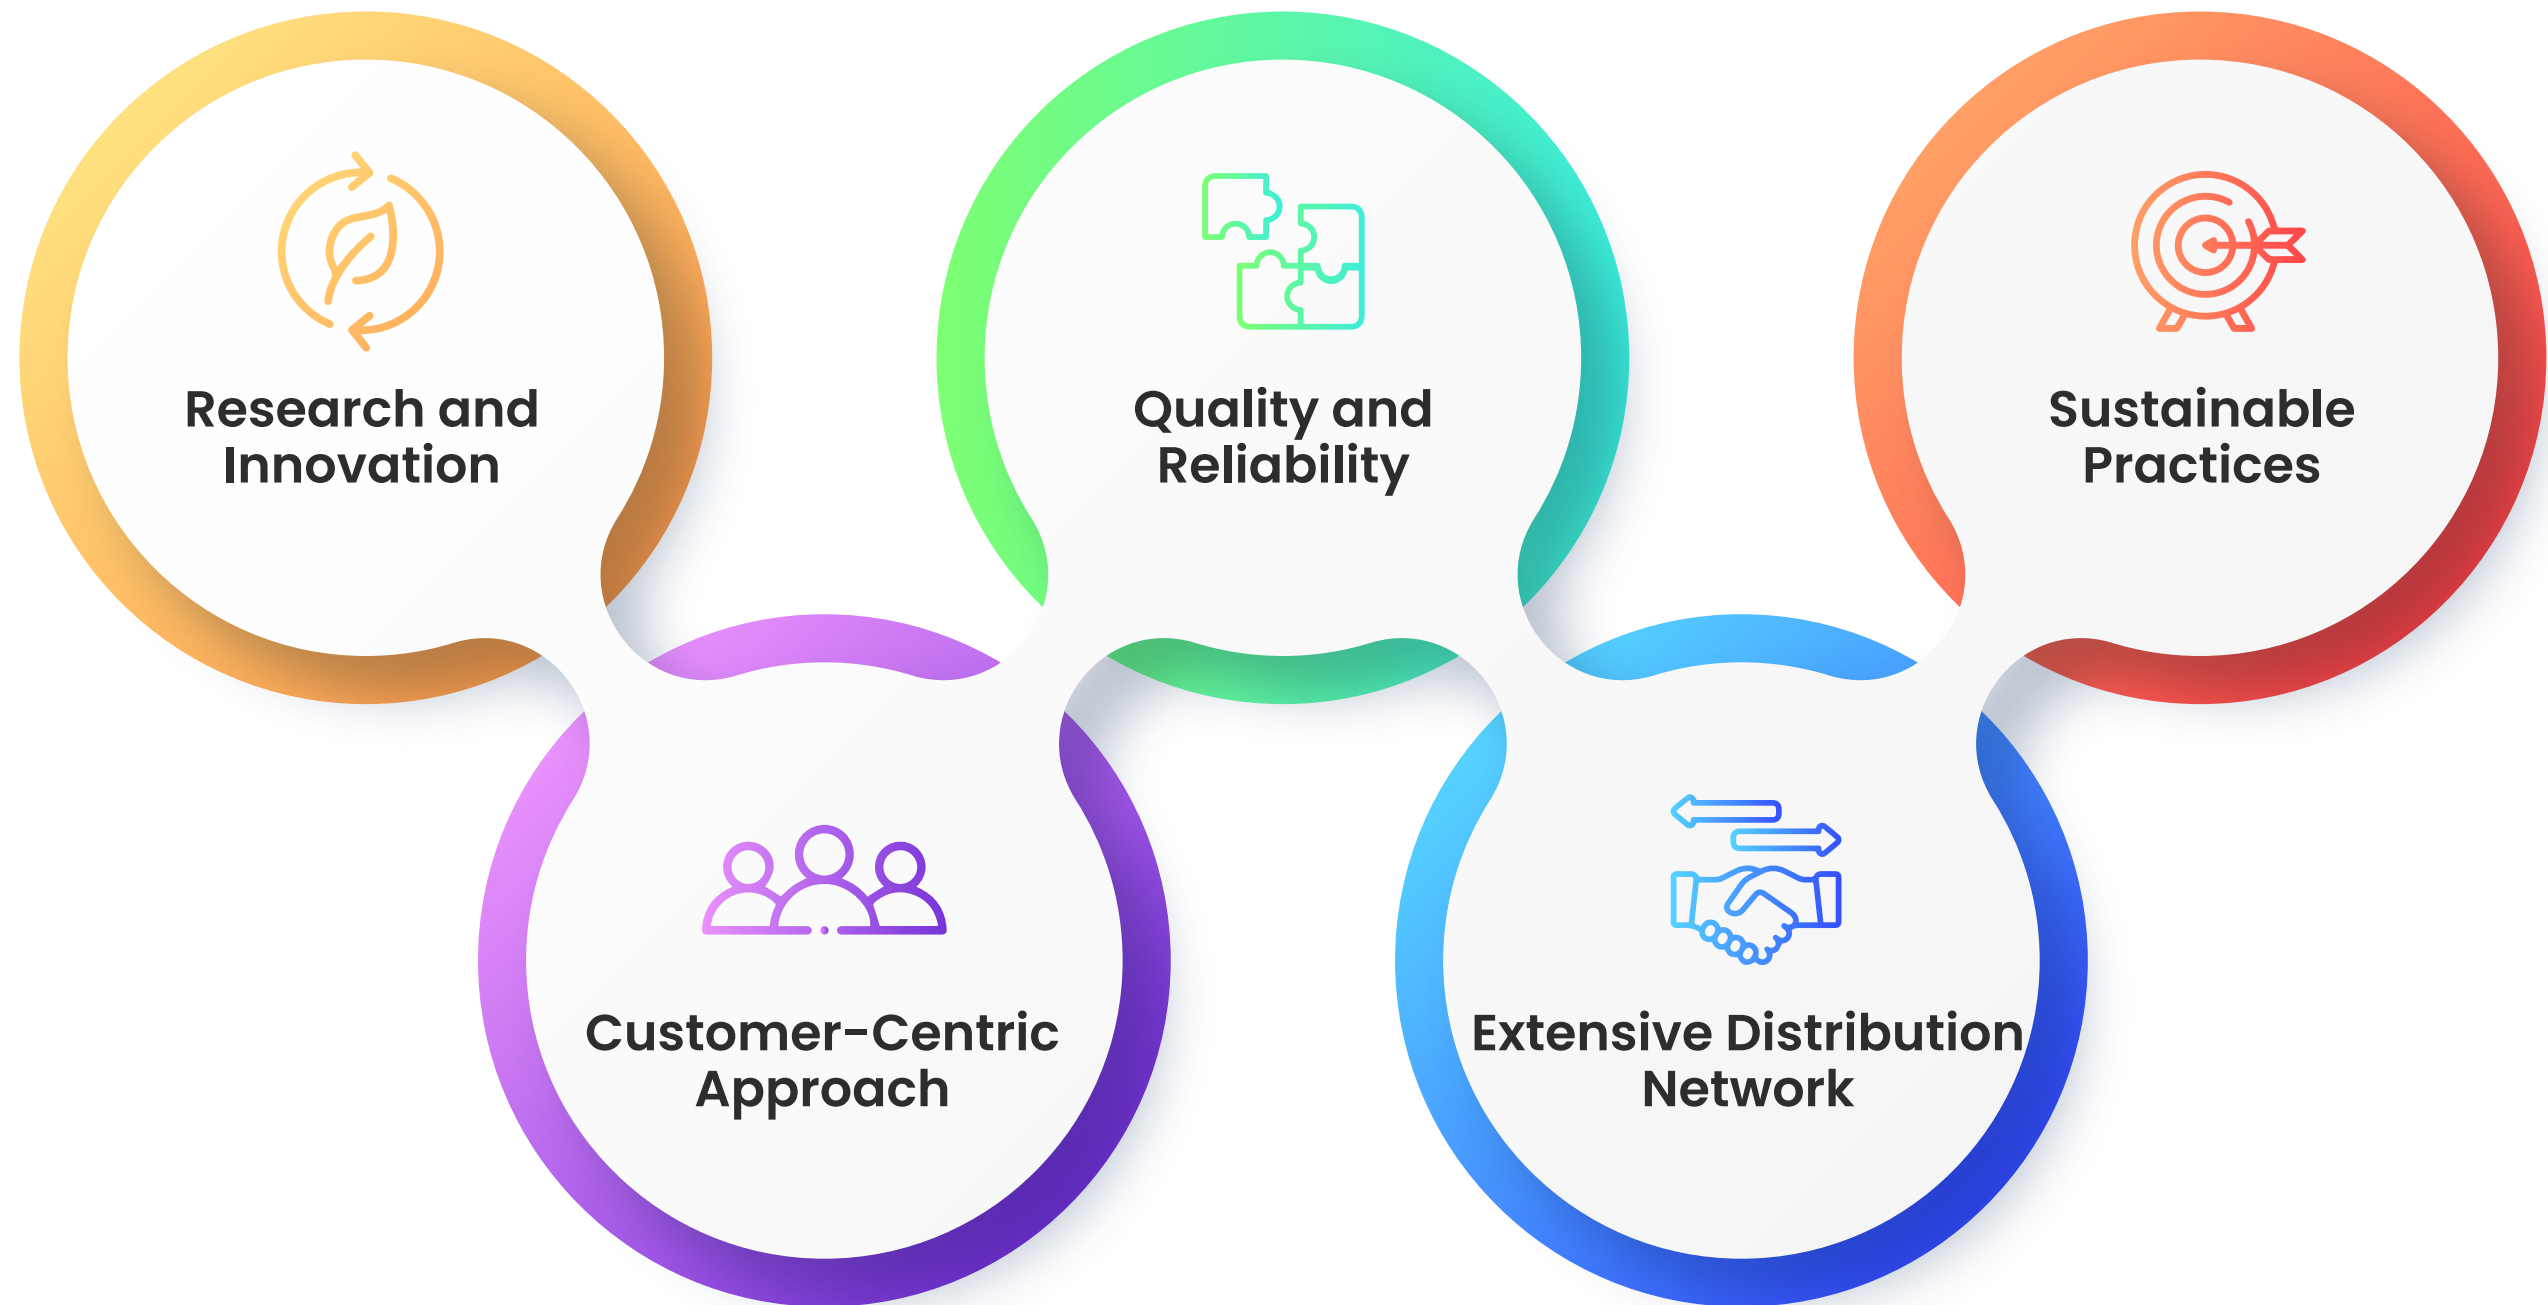 Research and
Innovation
Quality and
Reliability
Sustainable
Practices
Customer-Centric
Approach
Extensive Distribution
Network